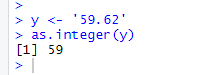 >
> y <- '59.62'
> as.integer(y)
[1] 59
>